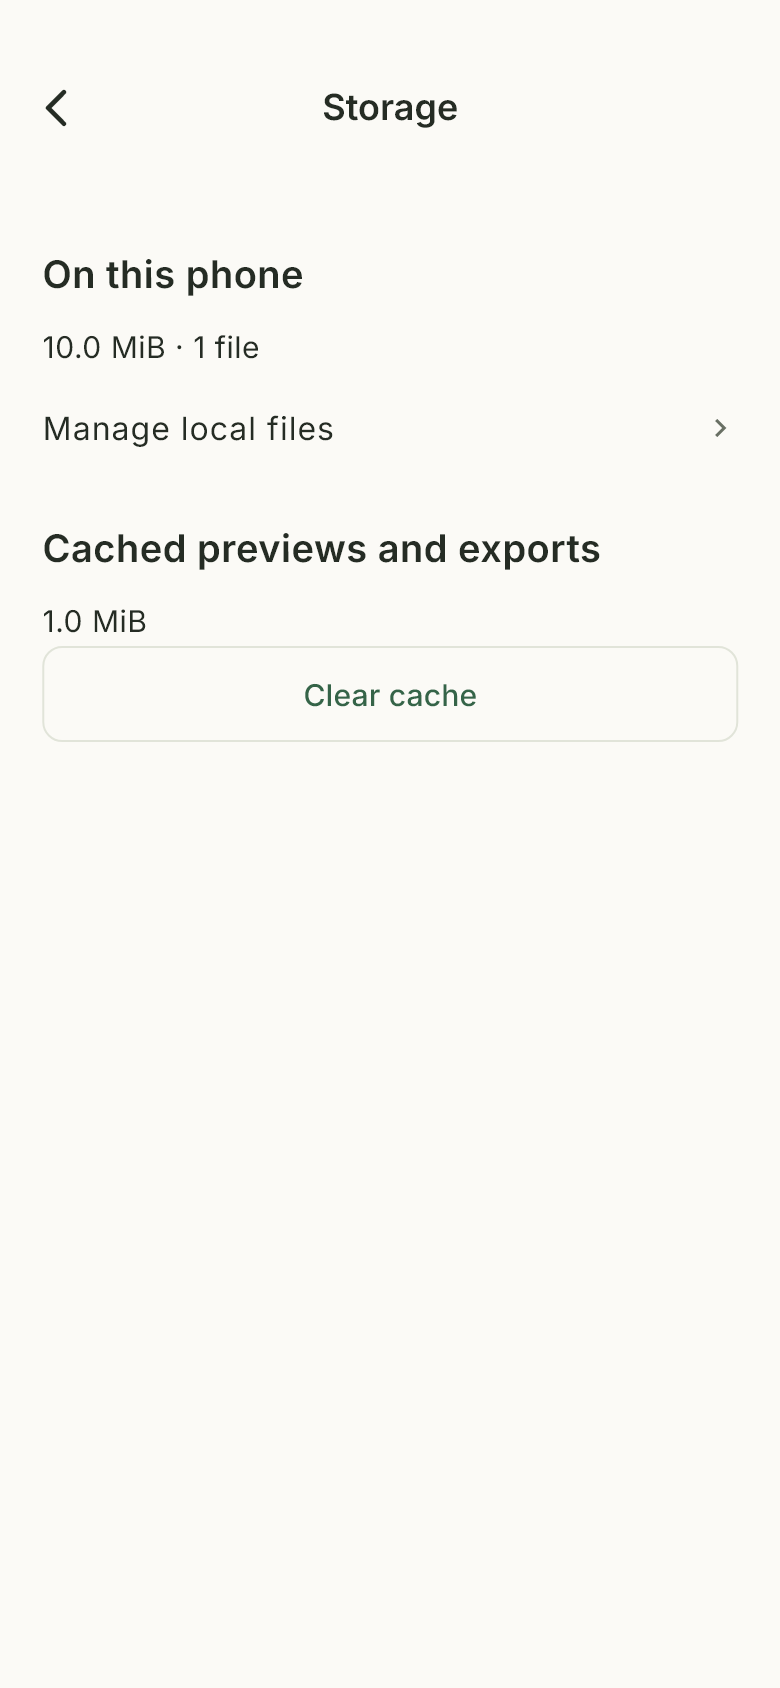 Storage
On this phone
10.0 MiB · 1 file
Manage local files
Cached previews and exports
1.0 MiB
Clear cache